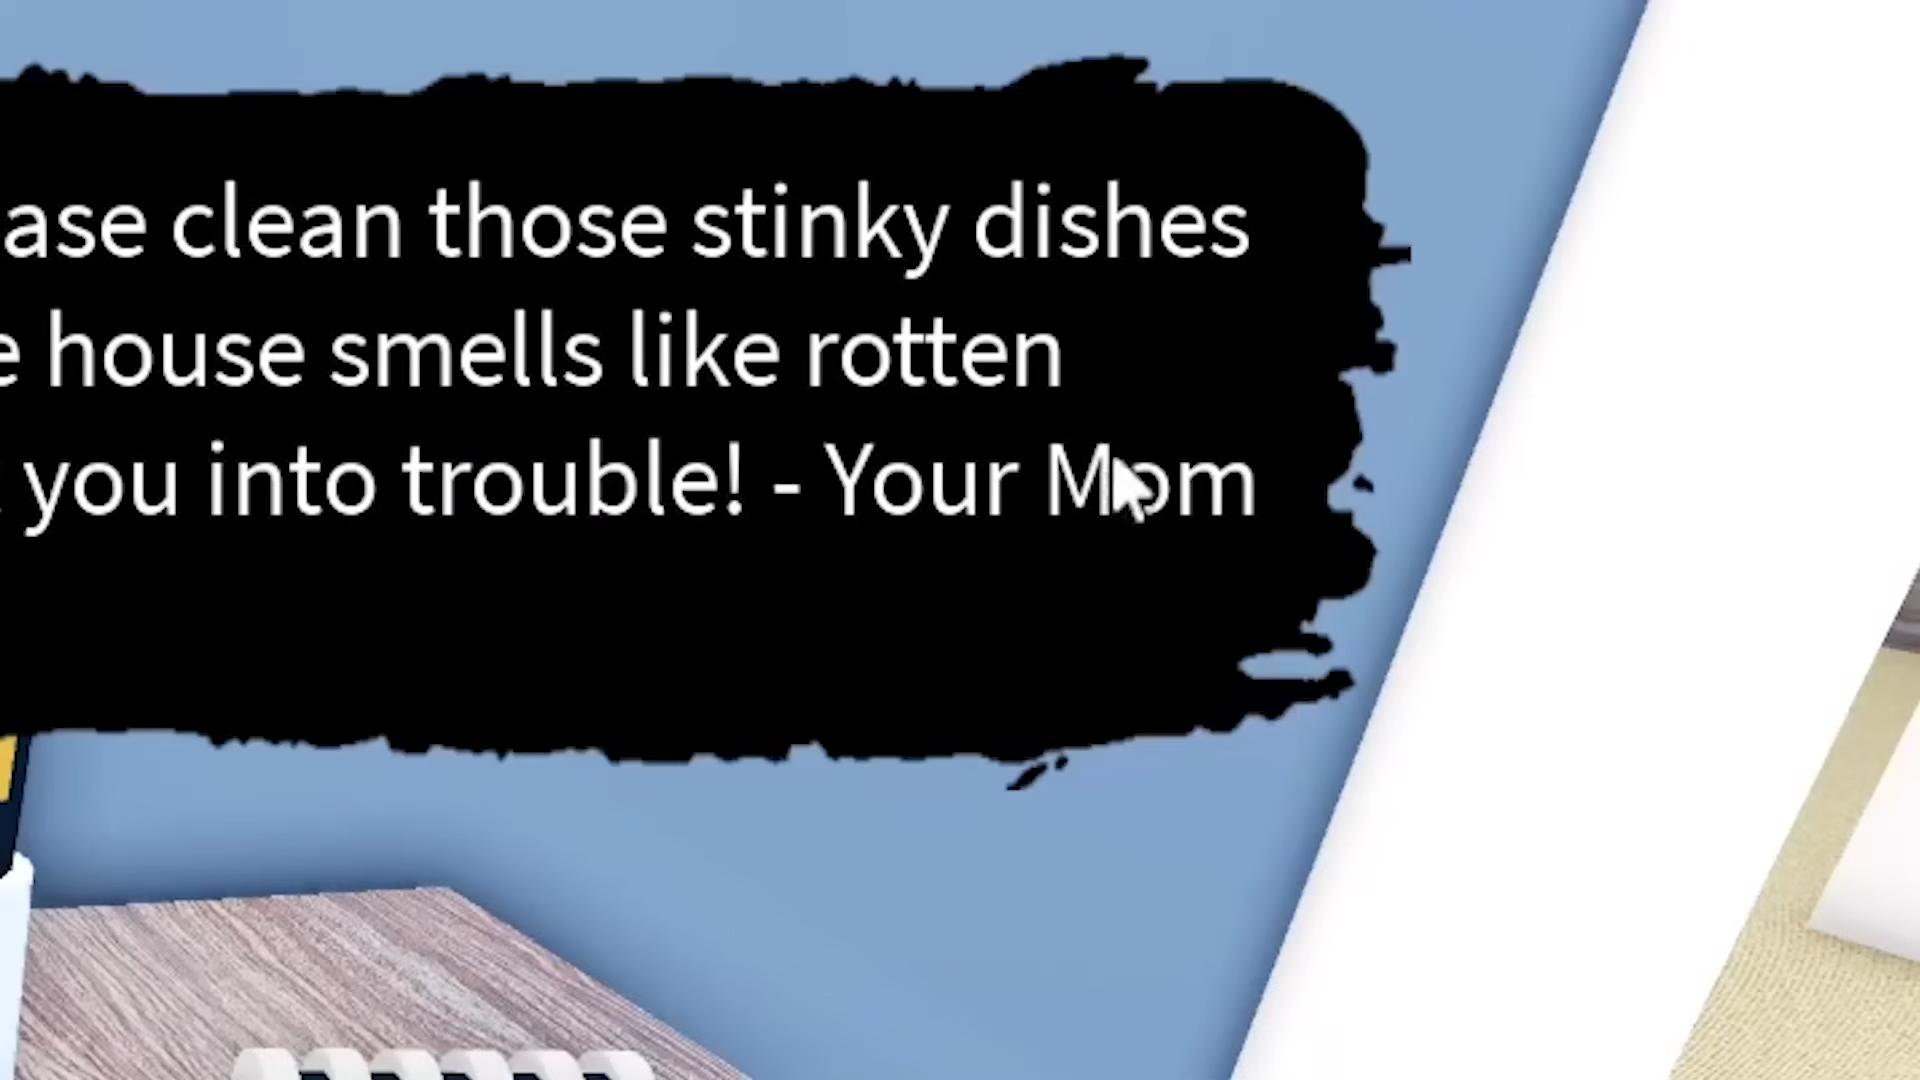 ase clean those stinky dishes
e house smells like rotten
you into trouble! - Your Mom